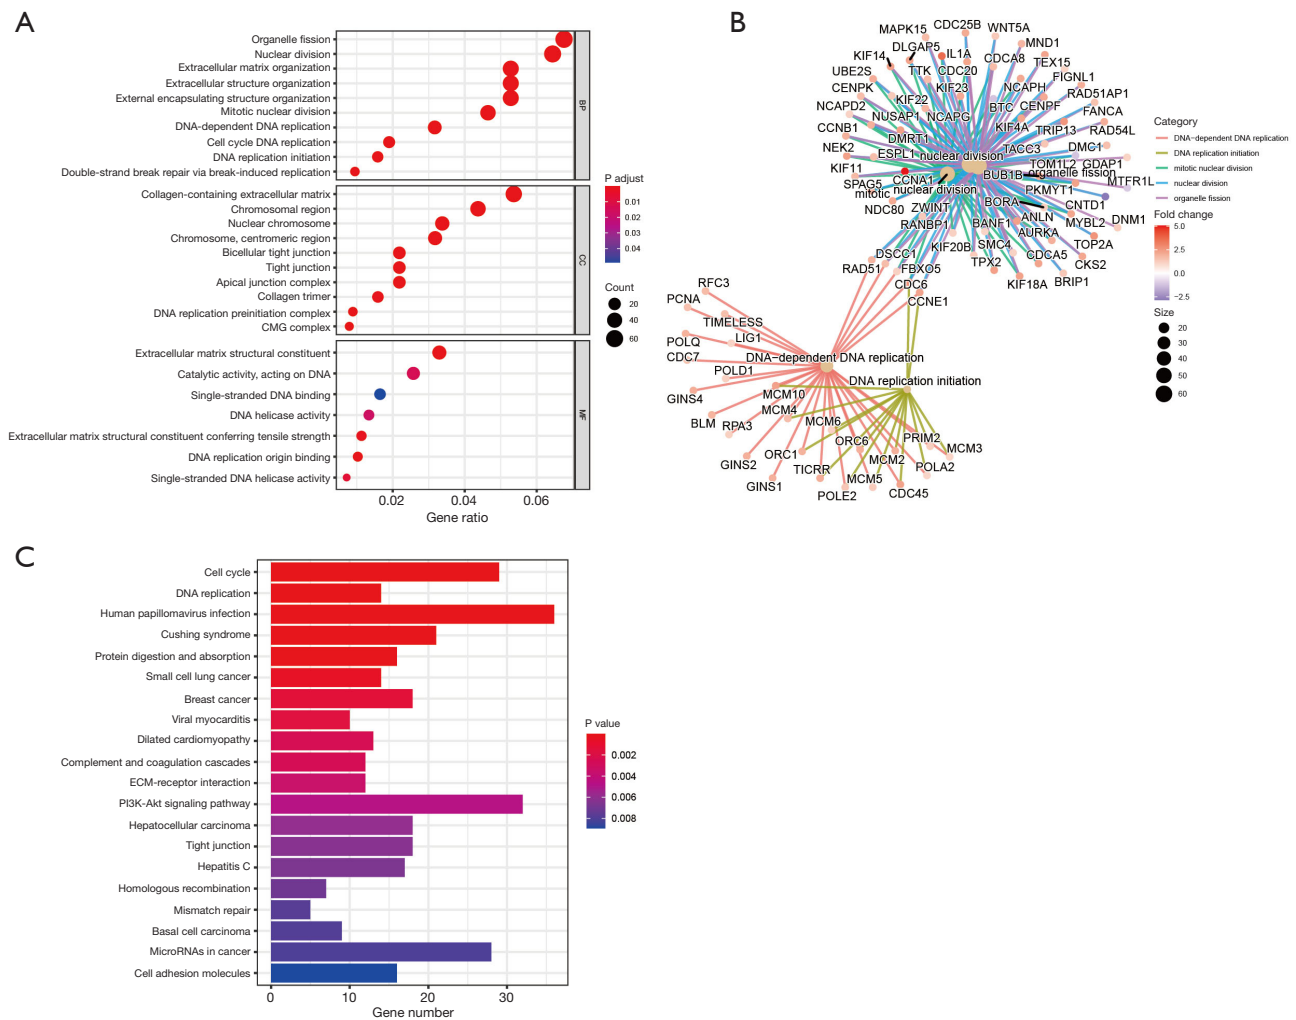 A
Organelle fission
Nuclear division
Extracellular matrix organization
Extracellular structure organization
External encapsulating structure organization
Mitotic nuclear division
DNA-dependent DNA replication
Cell cycle DNA replication
DNA replication initiation
Double-strand break repair via break-induced replication
BP
Collagen-containing extracellular matrix
Chromosomal region
Nuclear chromosome
Chromosome, centromeric region
Bicellular tight junction
Tight junction
Apical junction complex
Collagen trimer
DNA replication preinitiation complex
CMG complex
CC
Extracellular matrix structural constituent
Catalytic activity, acting on DNA
Single-stranded DNA binding
DNA helicase activity
Extracellular matrix structural constituent conferring tensile strength
DNA replication origin binding
Single-stranded DNA helicase activity
MF
0.02 0.04 0.06
Gene ratio
P adjust
0.01
0.02
0.03
0.04
Count
20
40
60
B
MAPK15 CDC25B WNT5A
DLGAP5 IL1A MND1
KIF14 CDCA8 TEX15
UBE2S TTK CDC20 FIGNL1
CENPK KIF23 NCAPH RAD51AP1
NCAPD2 KIF22 BTC CENPF FANCA
NUSAP1 NCAPG
CCNB1 KIF4A TRIP13 RAD54L
DMRT1
NEK2 ESPL1 nuclear division TACC3 DMC1
KIF11 TOM1L2 GDAP1
BUB1B organelle fission
SPAG5 CCNA1 MTFR1L
mitotic nuclear division PKMYT1
NDC80 ZWINT BORA CNTD1
RANBP1 BANF1 ANLN MYBL2 DNM1
AURKA
KIF20B SMC4 TOP2A
DSCC1 CDCA5
RAD51 FBXO5 TPX2 CKS2
CDC6 KIF18A BRIP1
CCNE1
RFC3
PCNA
TIMELESS
POLQ LIG1
CDC7 DNA-dependent DNA replication
POLD1
DNA replication initiation
GINS4 MCM10
MCM4
BLM RPA3 MCM6
ORC6 PRIM2
ORC1 MCM3
GINS2 MCM2
TICRR POLA2
GINS1 MCM5
POLE2 CDC45
Category
DNA-dependent DNA replication
DNA replication initiation
mitotic nuclear division
nuclear division
organelle fission
Fold change
5.0
2.5
0.0
−2.5
Size
20
30
40
50
60
C
Cell cycle
DNA replication
Human papillomavirus infection
Cushing syndrome
Protein digestion and absorption
Small cell lung cancer
Breast cancer
Viral myocarditis
Dilated cardiomyopathy
Complement and coagulation cascades
ECM-receptor interaction
PI3K-Akt signaling pathway
Hepatocellular carcinoma
Tight junction
Hepatitis C
Homologous recombination
Mismatch repair
Basal cell carcinoma
MicroRNAs in cancer
Cell adhesion molecules
0 10 20 30
Gene number
P value
0.002
0.004
0.006
0.008